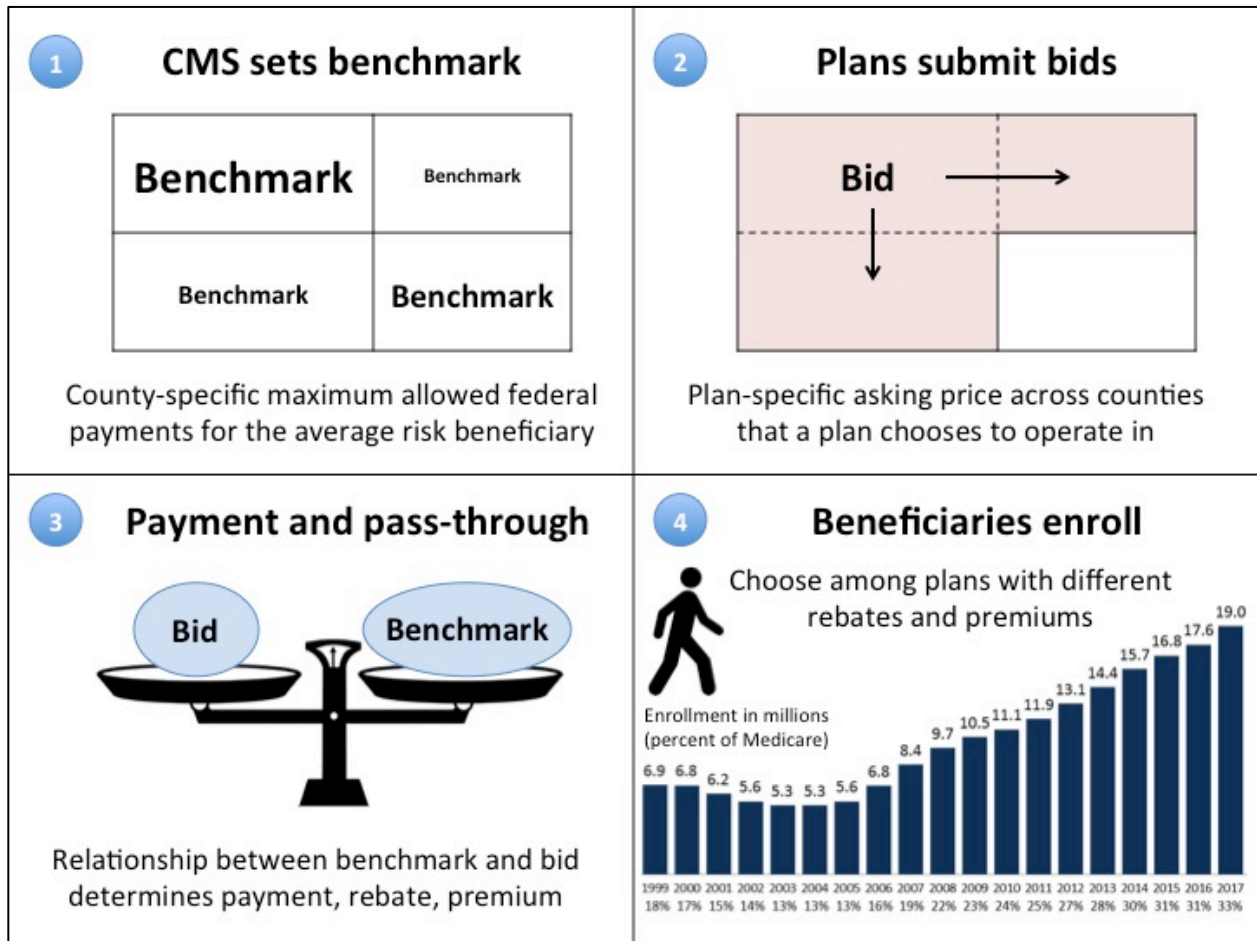 1
CMS sets benchmark
Benchmark
Benchmark
Benchmark
Benchmark
County-specific maximum allowed federal
payments for the average risk beneficiary
2
Plans submit bids
Bid
Plan-specific asking price across counties
that a plan chooses to operate in
3
Payment and pass-through
Bid
Benchmark
Relationship between benchmark and bid
determines payment, rebate, premium
4
Beneficiaries enroll
Choose among plans with different
rebates and premiums
Enrollment in millions
(percent of Medicare)
6.9 6.8 6.2 5.6 5.3 5.3 5.6 6.8 8.4 9.7 10.5 11.1 11.9 13.1 14.4 15.7 16.8 17.6 19.0
1999 2000 2001 2002 2003 2004 2005 2006 2007 2008 2009 2010 2011 2012 2013 2014 2015 2016 2017
18% 17% 15% 14% 13% 13% 13% 16% 19% 22% 23% 24% 25% 27% 28% 30% 31% 31% 33%